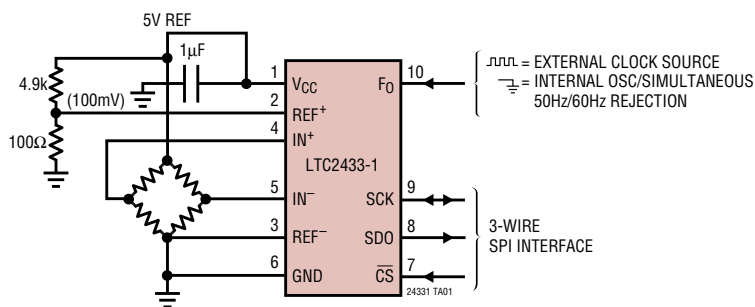 5V REF
1µF
4.9k
(100mV)
100Ω
1
2
4
5
3
6
VCC
REF+
IN+
LTC2433-1
IN–
REF–
GND
FO
SCK
SDO
CS
10
9
8
7
24331 TA01
= EXTERNAL CLOCK SOURCE
= INTERNAL OSC/SIMULTANEOUS
50Hz/60Hz REJECTION
3-WIRE
SPI INTERFACE